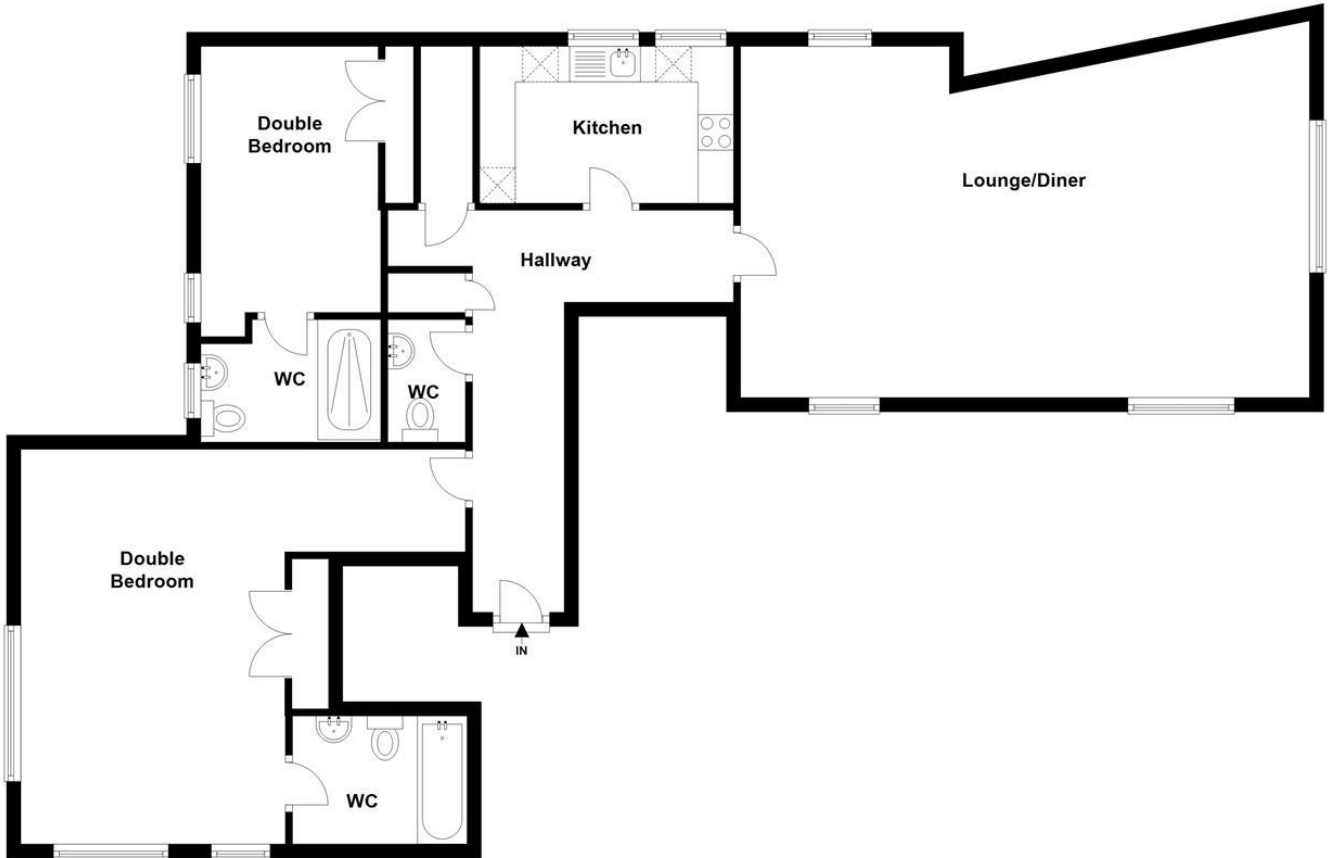 Double
Bedroom
Kitchen
Lounge/Diner
Hallway
WC
WC
Double
Bedroom
IN
WC